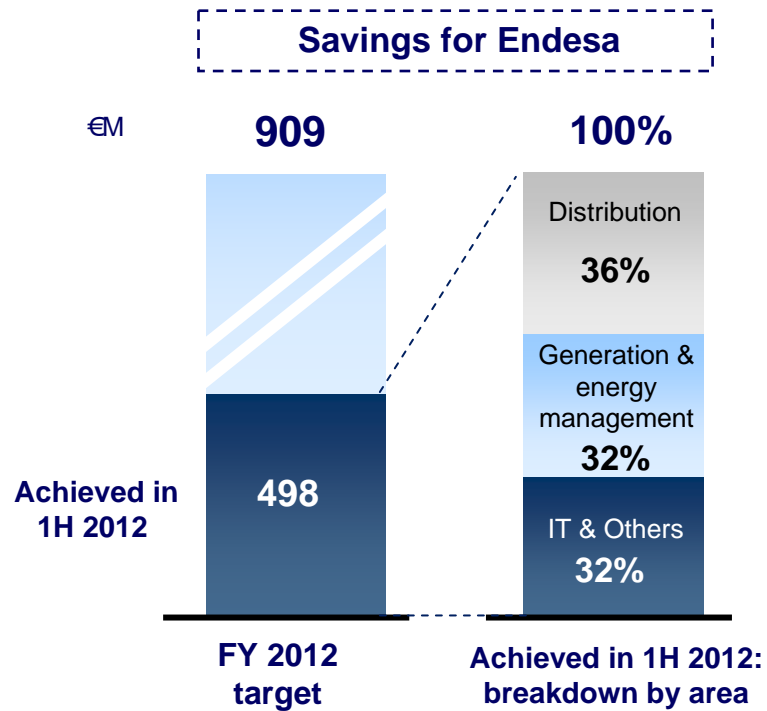 Savings for Endesa
€M
909
100%
Distribution
36%
Generation &
energy
management
32%
Achieved in
1H 2012
498
IT & Others
32%
FY 2012
target
Achieved in 1H 2012:
breakdown by area